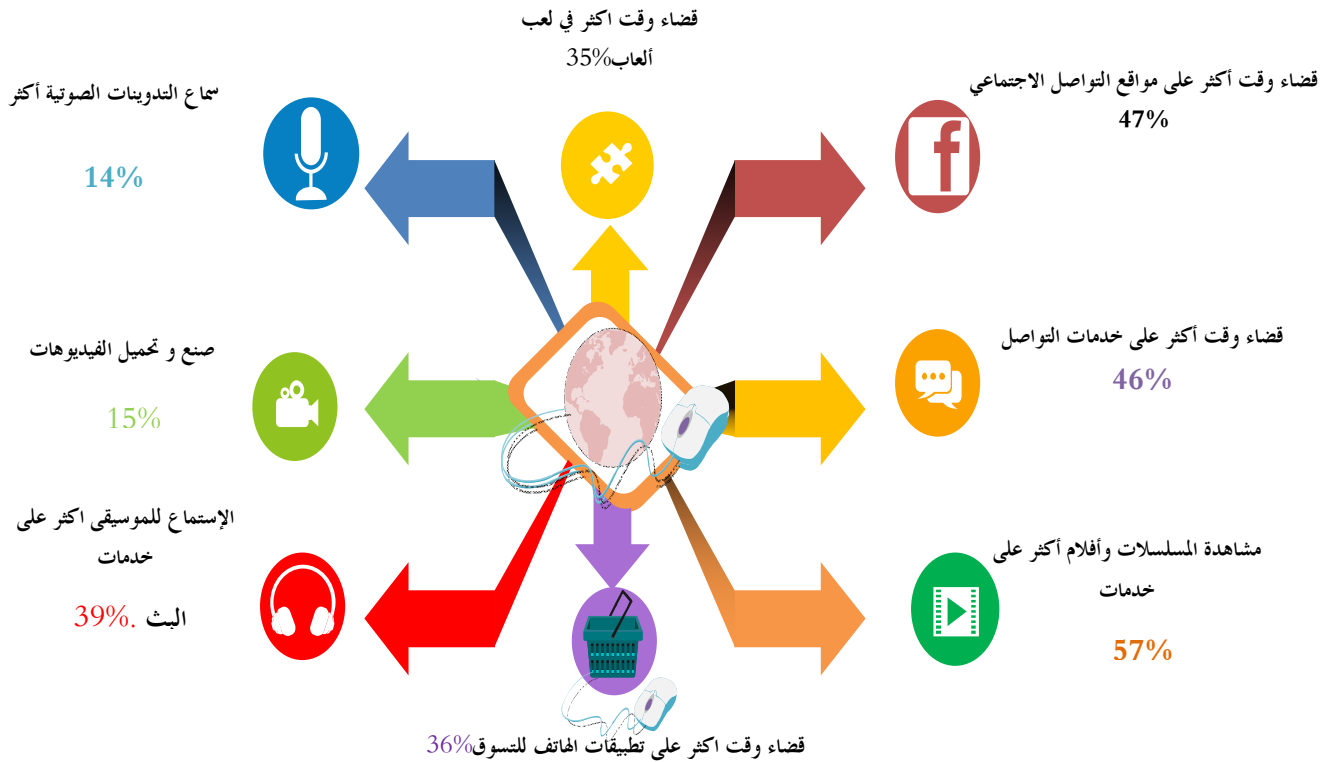 قضاء وقت اكثر في لعب
ألعاب35%
قضاء وقت أكثر على مواقع التواصل الاجتماعي
47%
سماع التدوينات الصوتية أكثر
14%
قضاء وقت أكثر على خدمات التواصل
46%
صنع و تحميل الفيديوهات
15%
مشاهدة المسلسلات وأفلام أكثر على
خدمات
57%
الإستماع للموسيقى اكثر على
خدمات
البث .39%
قضاء وقت اكثر على تطبيقات الهاتف للتسوق36%